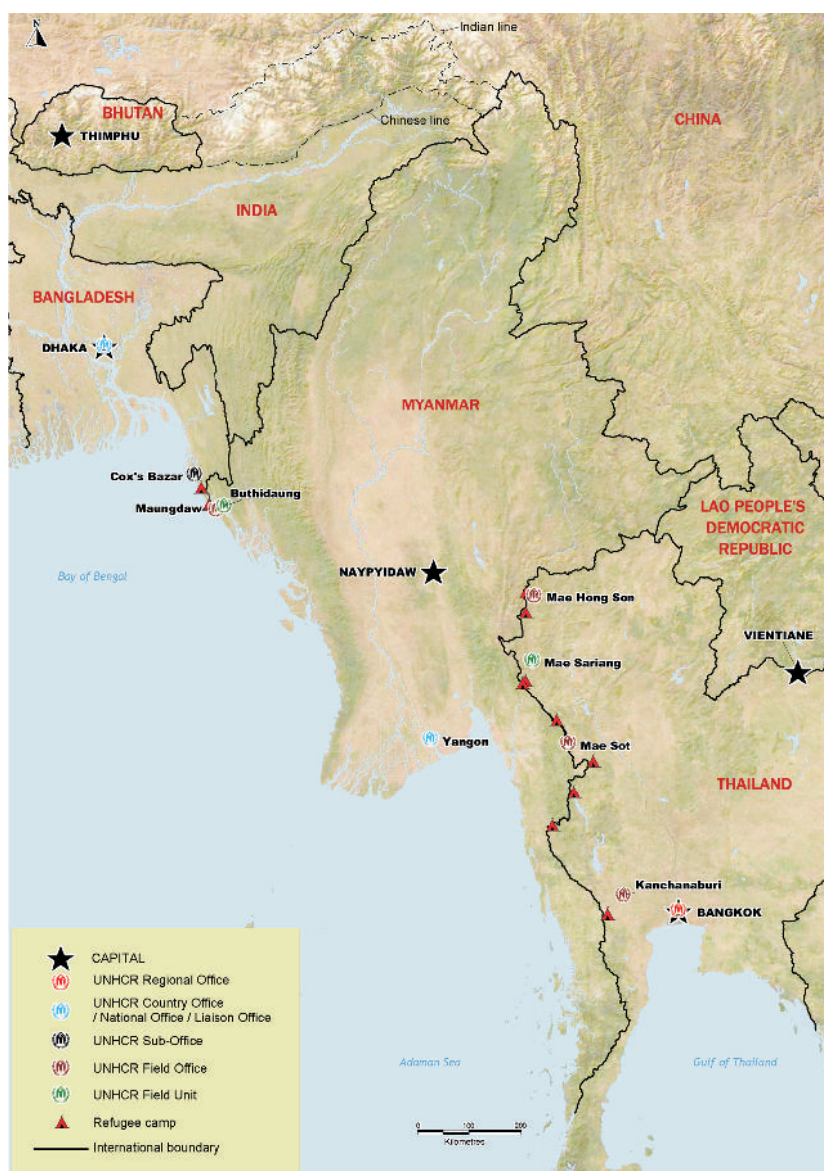 N
Indian line
BHUTAN
THIMPHU
Chinese line
CHINA
INDIA
BANGLADESH
DHAKA
MYANMAR
Cox's Bazar
Buthidaung
Maungdaw
LAO PEOPLE'S
DEMOCRATIC
REPUBLIC
Bay of Bengal
NAYPYIDAW
Mae Hong Son
VIENTIANE
Mae Sariang
Yangon
Mae Sot
THAILAND
Kanchanaburi
BANGKOK
CAPITAL
UNHCR Regional Office
UNHCR Country Office
/ National Office / Liaison Office
UNHCR Sub-Office
UNHCR Field Office
UNHCR Field Unit
Refugee camp
International boundary
Adaman Sea
Gulf of Thailand
0 100 200
Kilometres